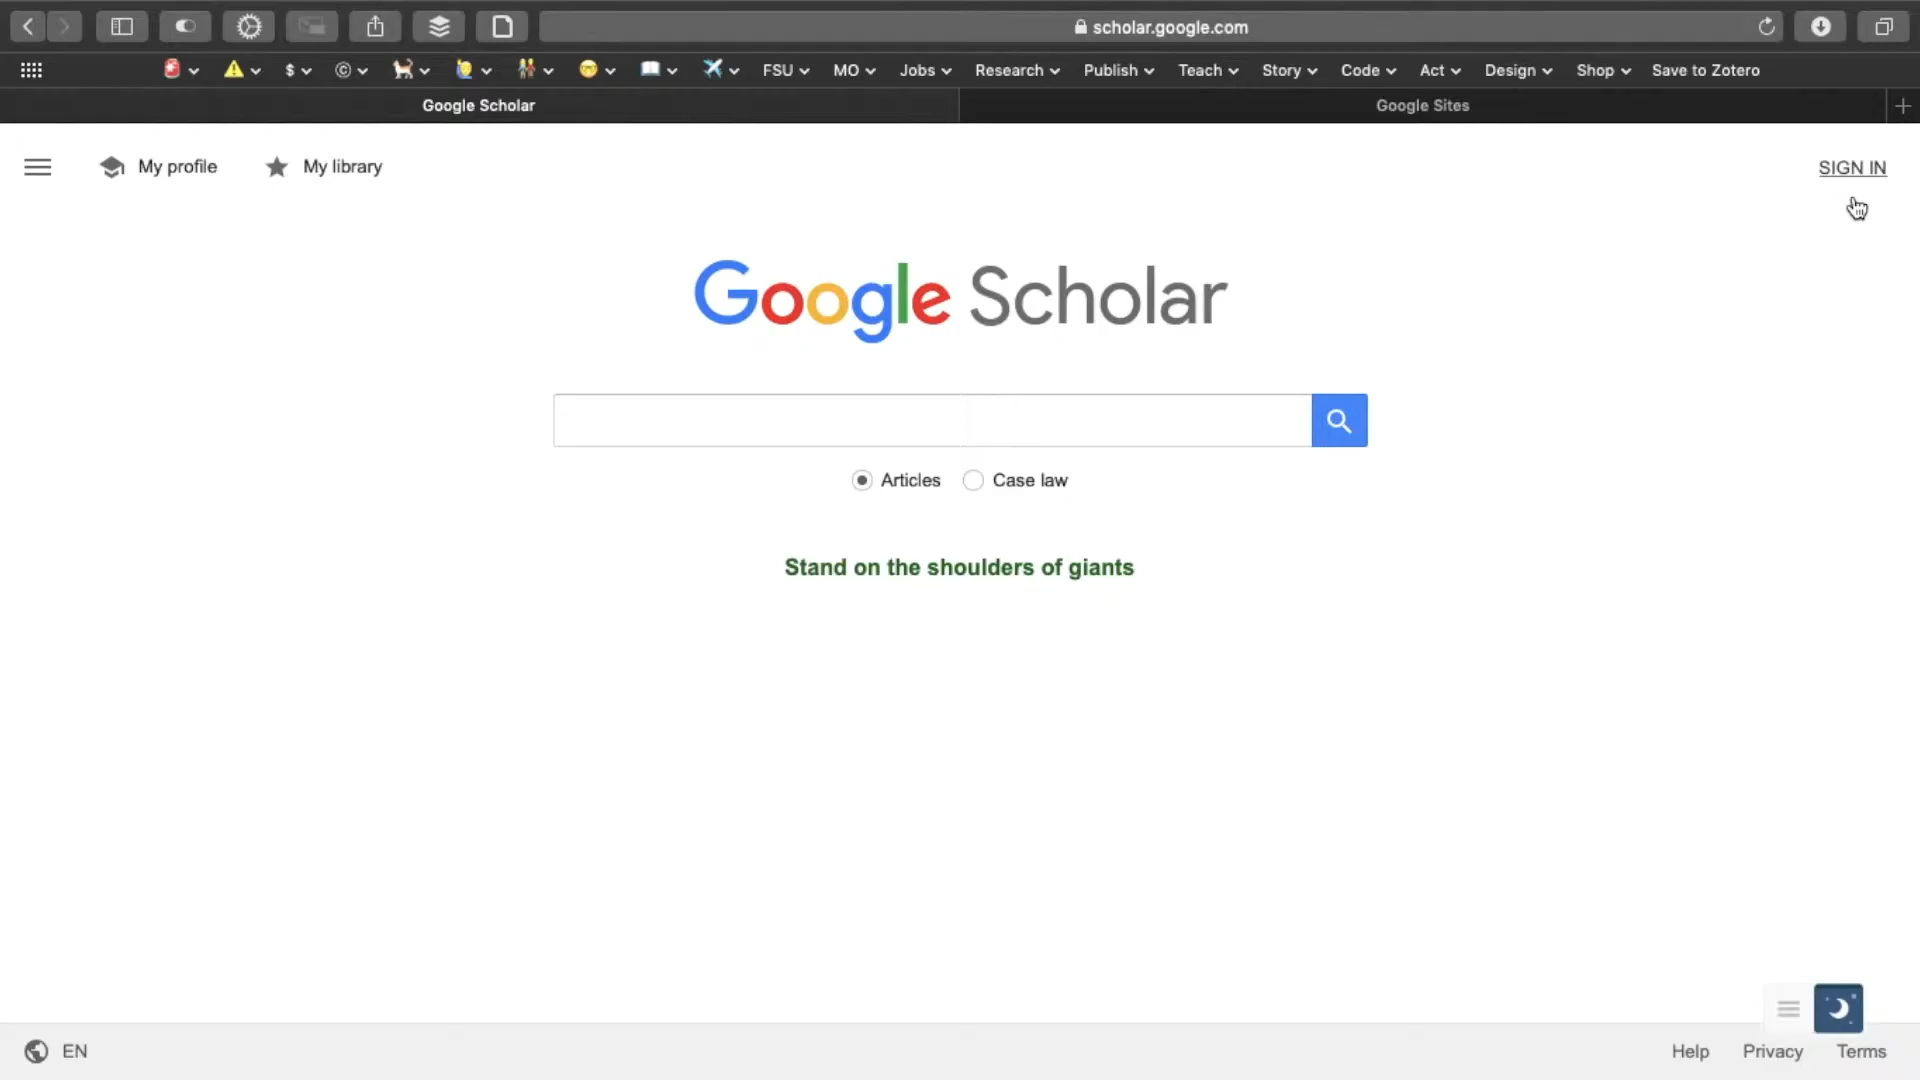 scholar.google.com
$ © FSU MO Jobs Research Publish Teach Story Code Act Design Shop Save to Zotero
Google Scholar Google Sites
My profile My library SIGN IN
Google Scholar
Articles Case law
Stand on the shoulders of giants
EN Help Privacy Terms